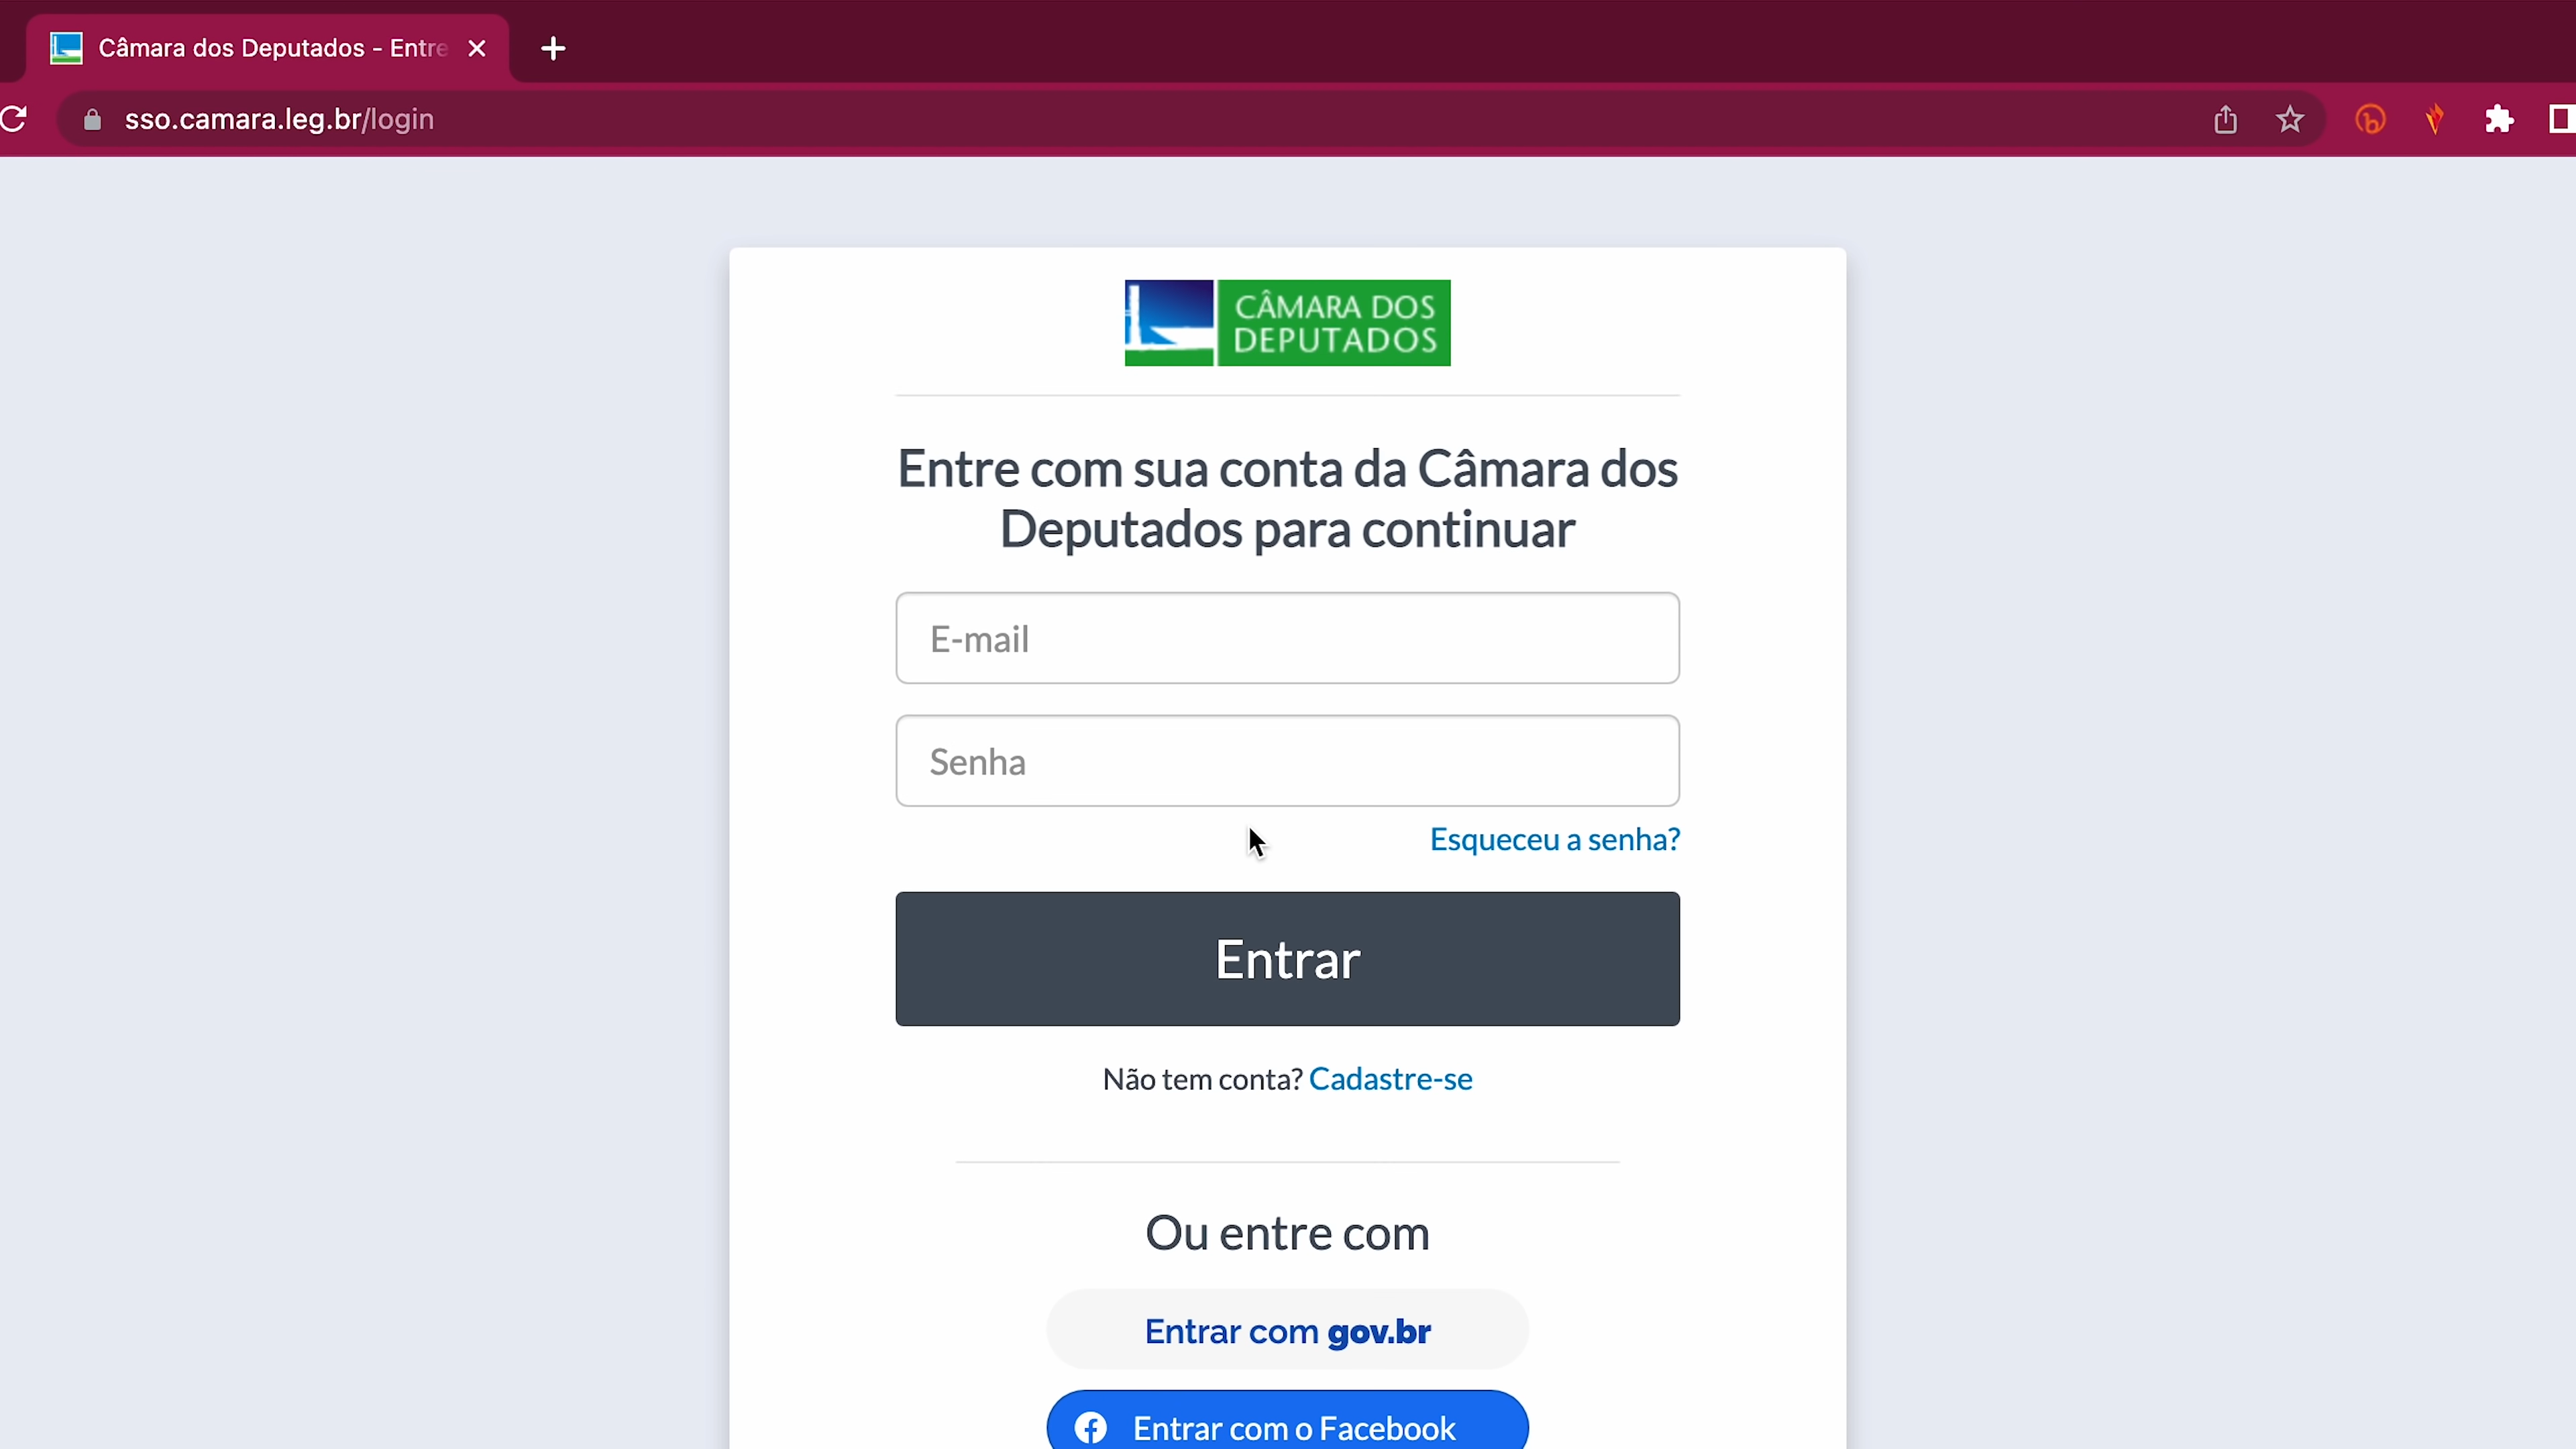 Câmara dos Deputados - Entre
sso.camara.leg.br/login
CÂMARA DOS
DEPUTADOS
Entre com sua conta da Câmara dos
Deputados para continuar
E-mail
Senha
Esqueceu a senha?
Entrar
Não tem conta? Cadastre-se
Ou entre com
Entrar com gov.br
Entrar com o Facebook